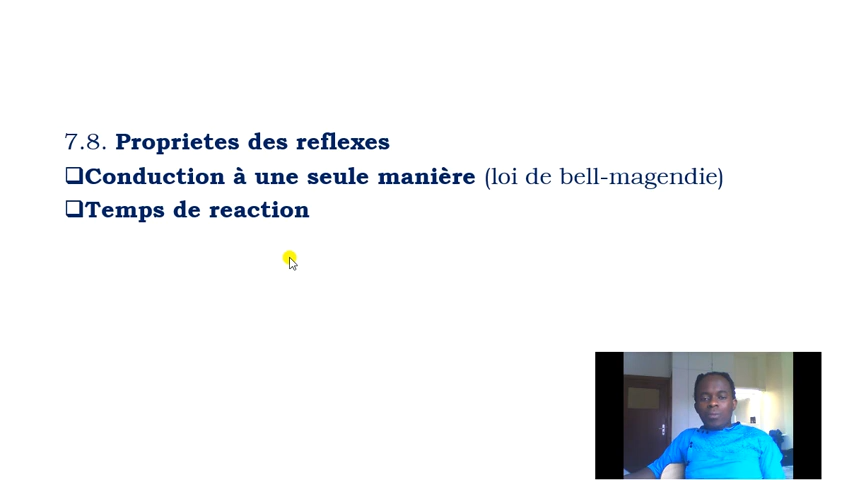 7.8. Proprietes des reflexes
❑Conduction à une seule manière (loi de bell-magendie)
❑Temps de reaction